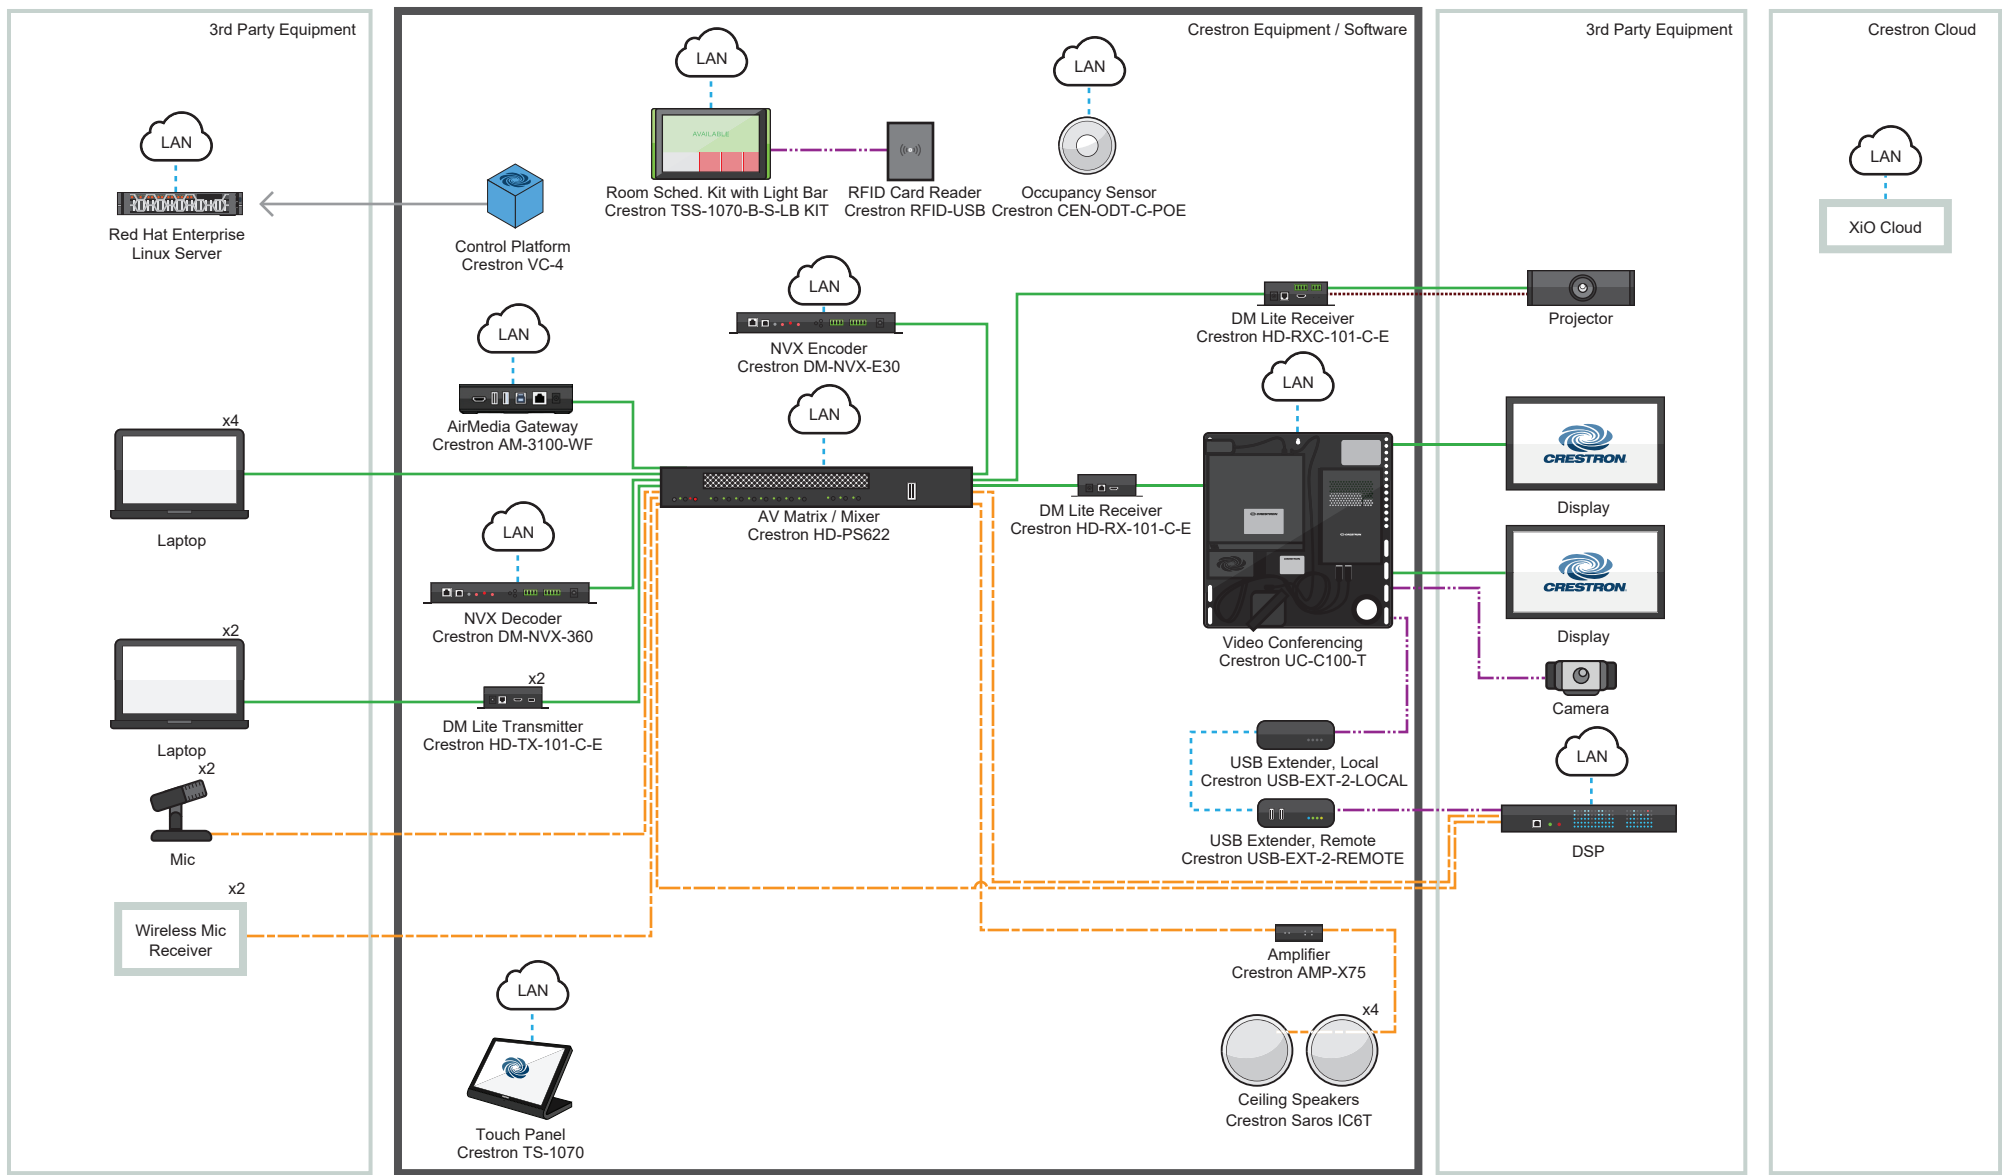 3rd Party Equipment
LAN
Red Hat Enterprise
Linux Server
x4
Laptop
x2
Laptop
x2
Mic
x2
Wireless Mic
Receiver
Crestron Equipment / Software
LAN
AVAILABLE
Room Sched. Kit with Light Bar
Crestron TSS-1070-B-S-LB KIT
RFID Card Reader
Crestron RFID-USB
LAN
Occupancy Sensor
Crestron CEN-ODT-C-POE
Control Platform
Crestron VC-4
LAN
NVX Encoder
Crestron DM-NVX-E30
LAN
AirMedia Gateway
Crestron AM-3100-WF
LAN
AV Matrix / Mixer
Crestron HD-PS622
LAN
NVX Decoder
Crestron DM-NVX-360
x2
DM Lite Transmitter
Crestron HD-TX-101-C-E
DM Lite Receiver
Crestron HD-RXC-101-C-E
DM Lite Receiver
Crestron HD-RX-101-C-E
LAN
Video Conferencing
Crestron UC-C100-T
USB Extender, Local
Crestron USB-EXT-2-LOCAL
USB Extender, Remote
Crestron USB-EXT-2-REMOTE
Amplifier
Crestron AMP-X75
x4
Ceiling Speakers
Crestron Saros IC6T
LAN
Touch Panel
Crestron TS-1070
3rd Party Equipment
Projector
CRESTRON
Display
CRESTRON
Display
Camera
LAN
DSP
Crestron Cloud
LAN
XiO Cloud